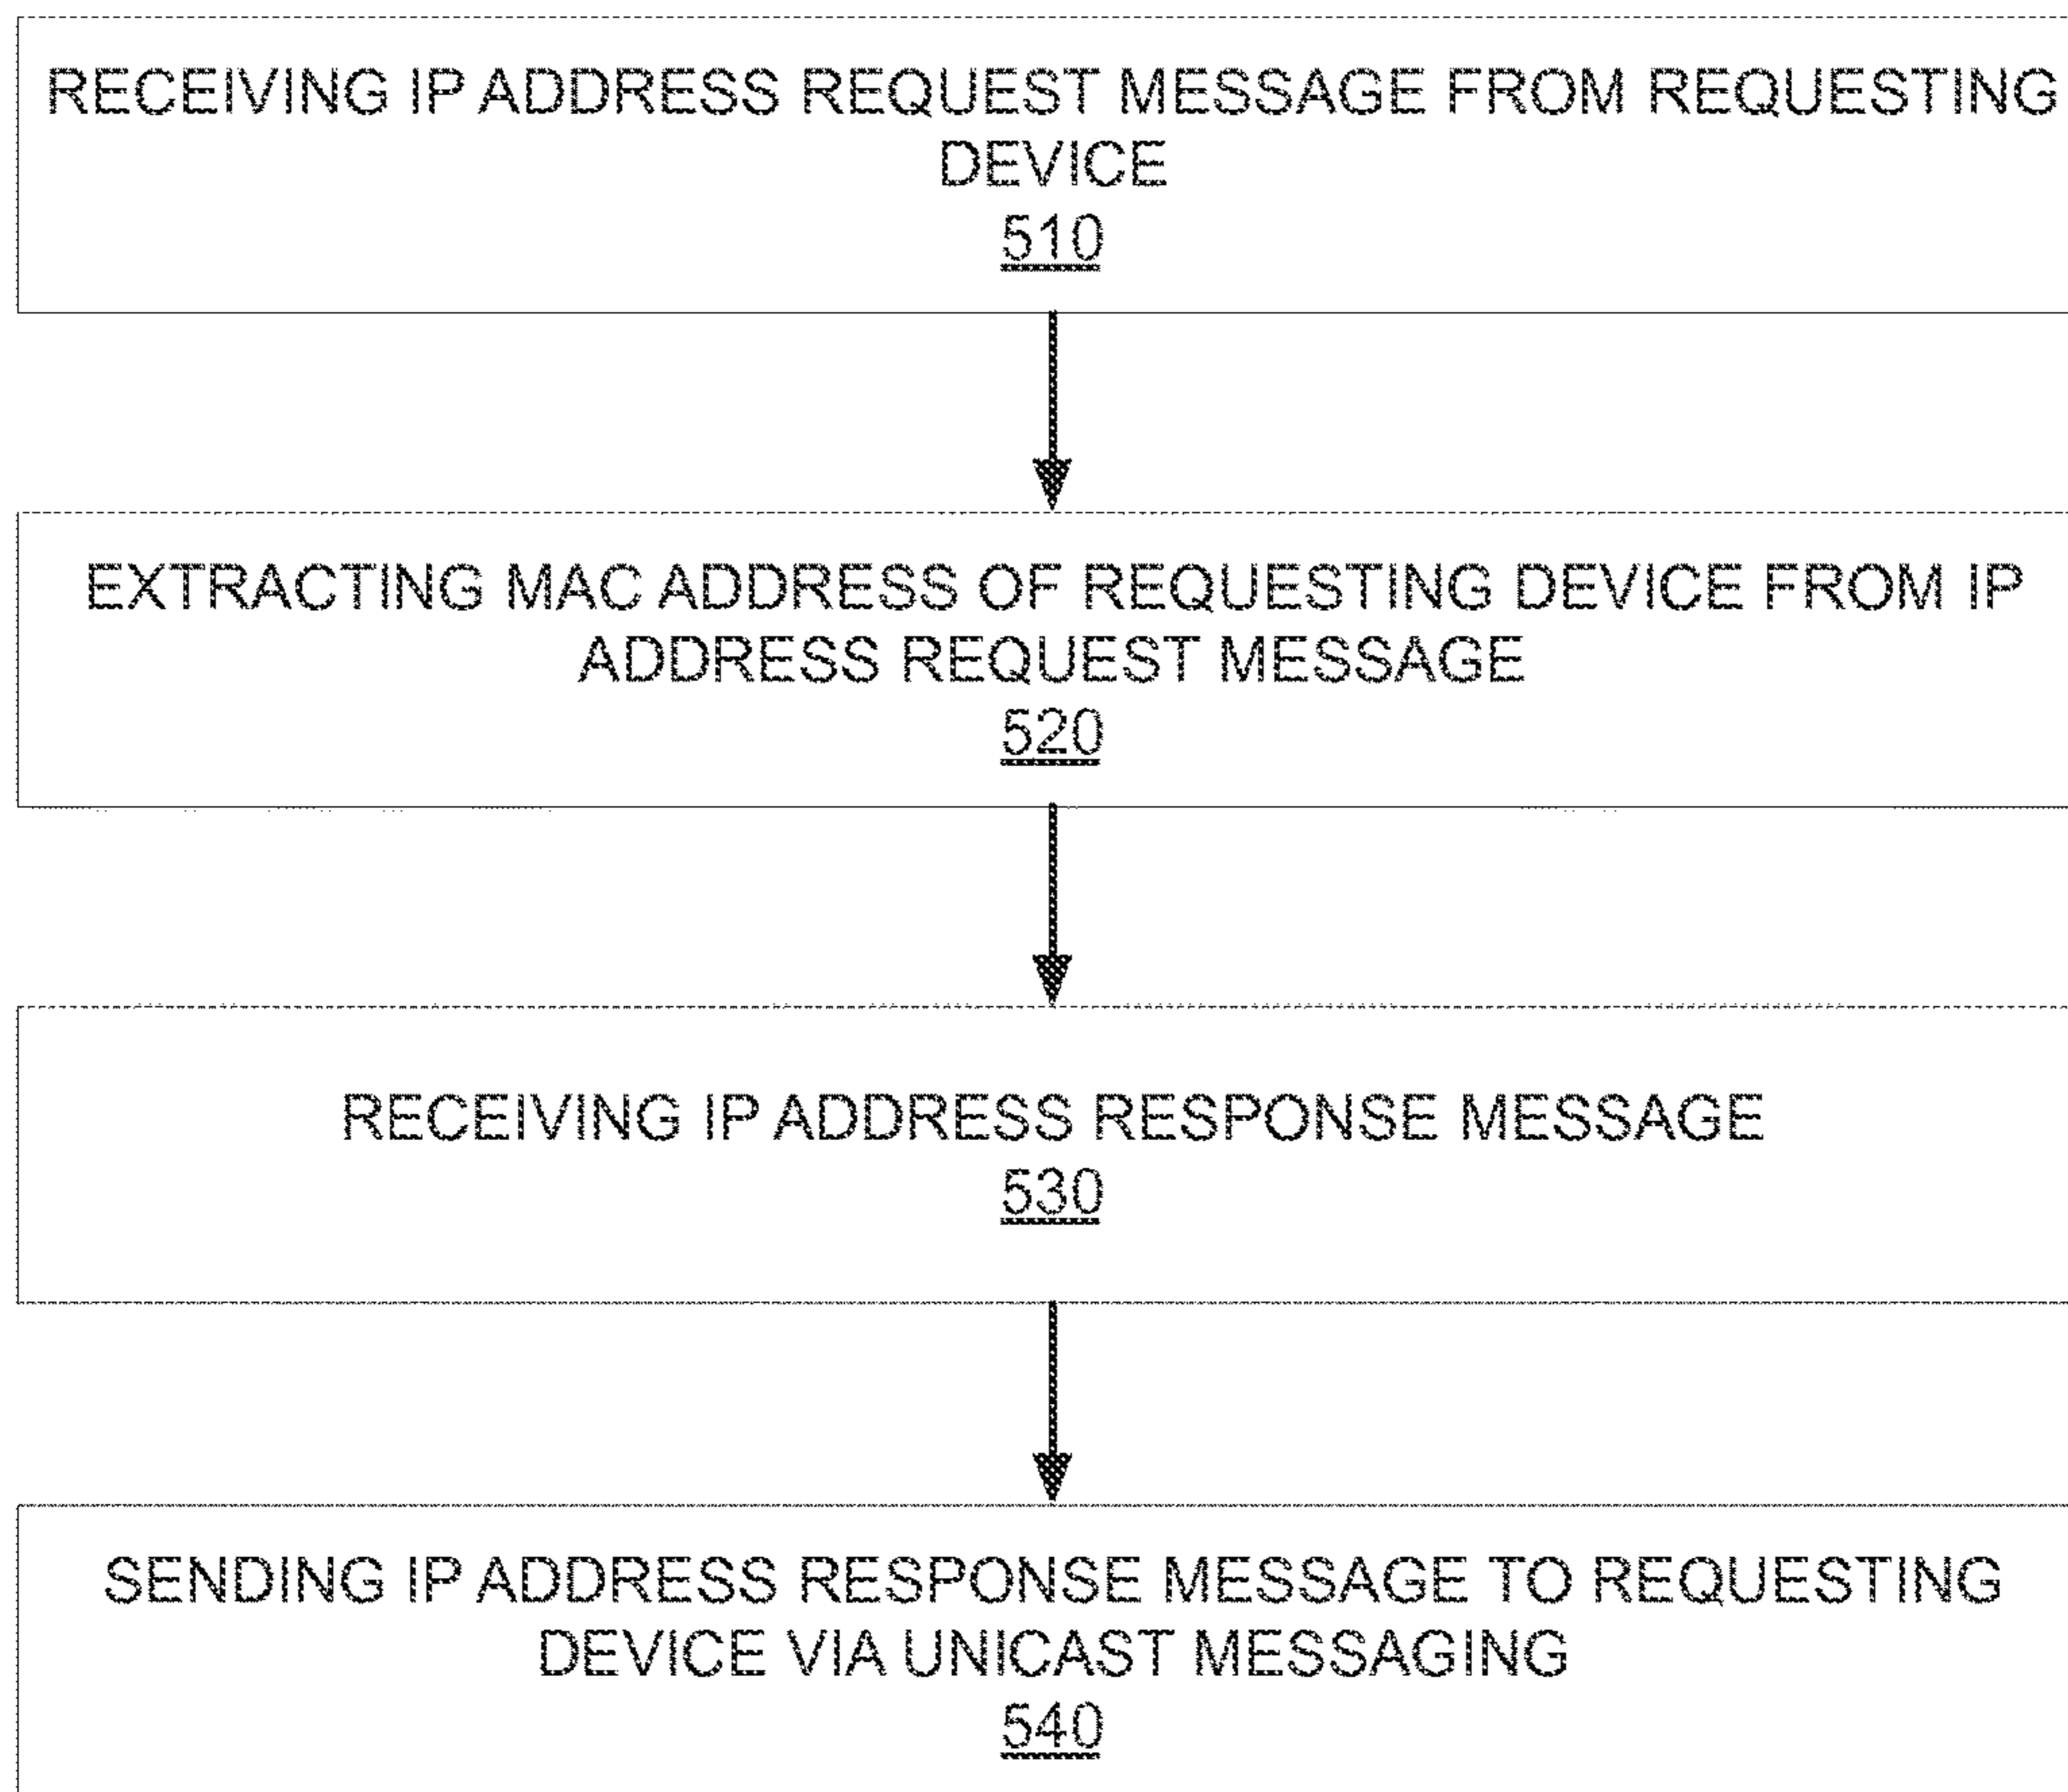 RECEIVING IP ADDRESS REQUEST MESSAGE FROM REQUESTING
DEVICE
510
EXTRACTING MAC ADDRESS OF REQUESTING DEVICE FROM IP
ADDRESS REQUEST MESSAGE
520
RECEIVING IP ADDRESS RESPONSE MESSAGE
530
SENDING IP ADDRESS RESPONSE MESSAGE TO REQUESTING
DEVICE VIA UNICAST MESSAGING
540